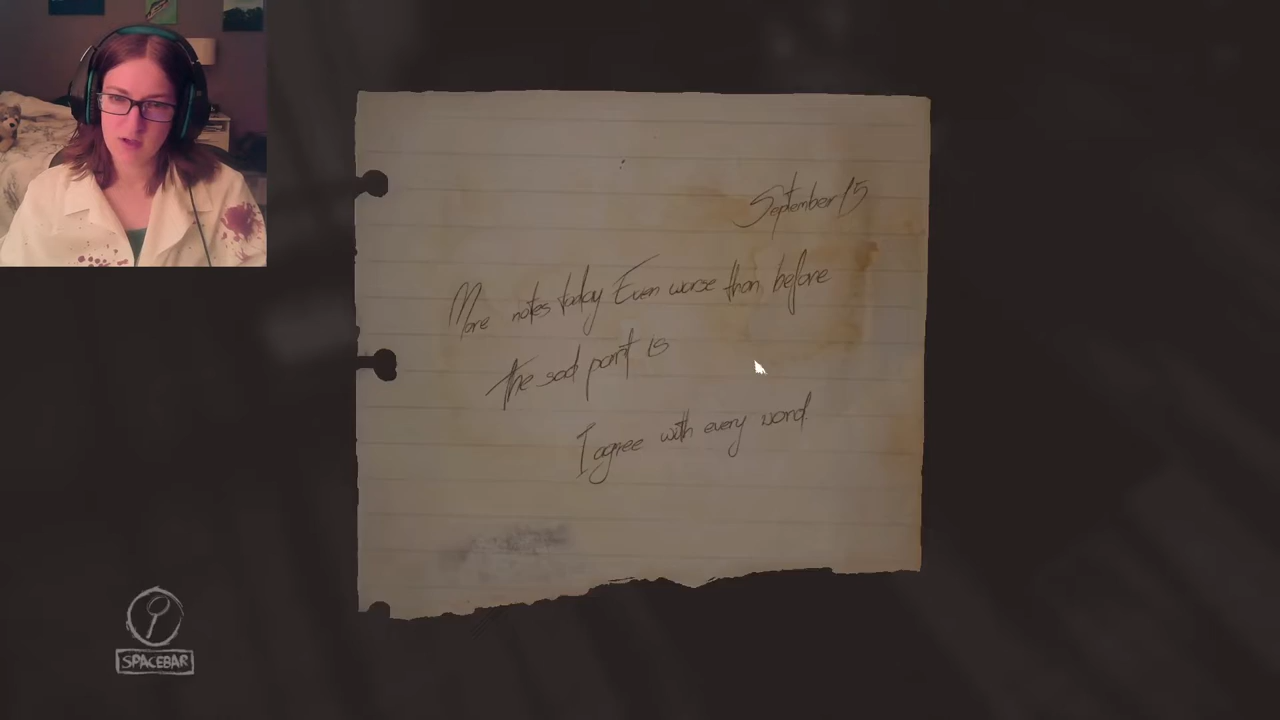 September 15
More notes today Even worse than before
the sad part is
I agree with every word.
SPACEBAR